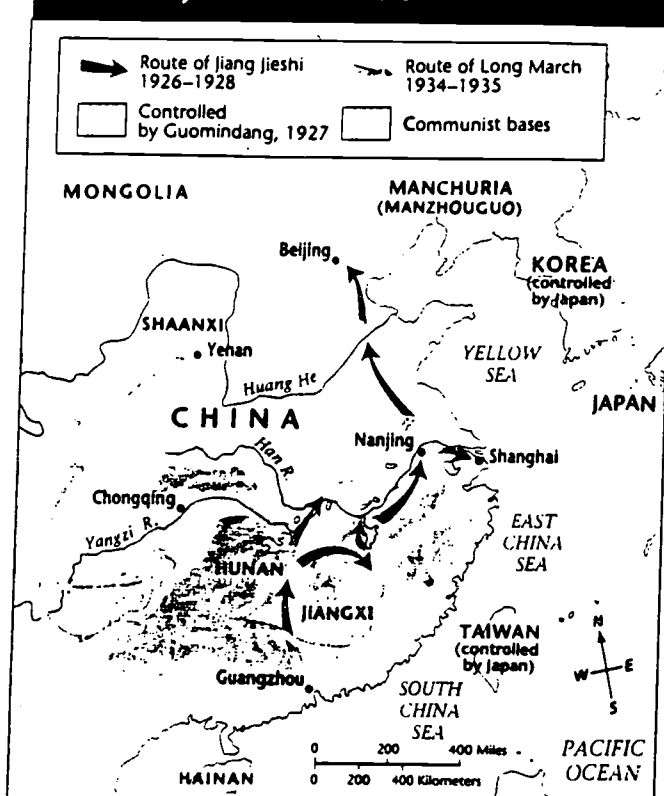 Route of Jiang Jieshi
1926–1928
Route of Long March
1934–1935
Controlled
by Guomindang, 1927
Communist bases
MONGOLIA
MANCHURIA
(MANZHOUGUO)
Beijing
KOREA
(controlled
by Japan)
SHAANXI
Yenan
YELLOW
SEA
Huang He
JAPAN
CHINA
Han R.
Nanjing
Shanghai
Chongqing
Yangzi R.
EAST
CHINA
SEA
HUNAN
JIANGXI
TAIWAN
(controlled
by Japan)
N
W
E
S
Guangzhou
SOUTH
CHINA
SEA
0 200 400 Miles
0 200 400 Kilometers
HAINAN
PACIFIC
OCEAN